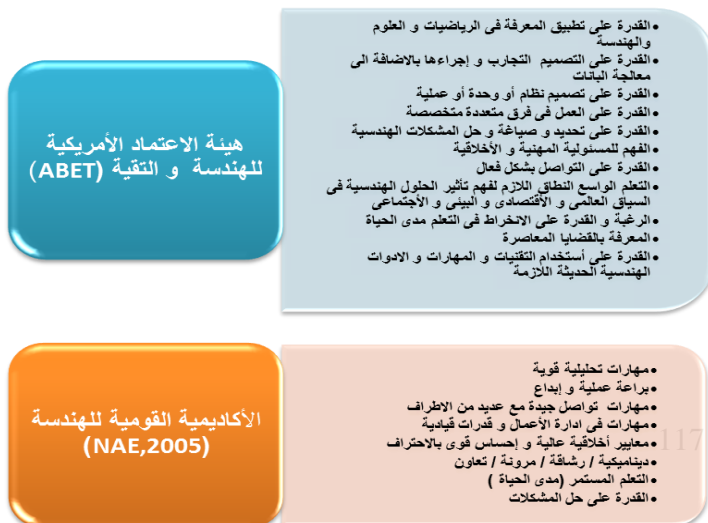 هيئة الاعتماد الأمريكية
للهندسة و التقية (ABET)
•القدرة على تطبيق المعرفة فى الرياضيات و العلوم
والهندسة
•القدرة على التصميم التجارب و إجراءها بالاضافة الى
معالجة البانات
•القدرة على تصميم نظام أو وحدة أو عملية
•القدرة على العمل فى فرق متعددة متخصصة
•القدرة على تحديد و صياغة و حل المشكلات الهندسية
•الفهم للمسئولية المهنية و الأخلاقية
•القدرة على التواصل بشكل فعال
•التعلم الواسع النطاق اللازم لفهم تأثير الحلول الهندسية فى
السياق العالمى و الأقتصادى و البيئى و الأجتماعى
•الرغبة و القدرة على الانخراط فى التعلم مدى الحياة
•المعرفة بالقضايا المعاصرة
•القدرة على أستخدام التقنيات و المهارات و الادوات
الهندسية الحديثة اللازمة
الأكاديمية القومية للهندسة
(NAE,2005)
•مهارات تحليلية قوية
•براعة عملية و إبداع
•مهارات تواصل جيدة مع عديد من الاطراف
•مهارات فى ادارة الأعمال و قدرات قيادية
•معايير أخلاقية عالية و إحساس قوى بالاحتراف
•ديناميكية / رشاقة / مرونة / تعاون
•التعلم المستمر (مدى الحياة )
•القدرة على حل المشكلات
117